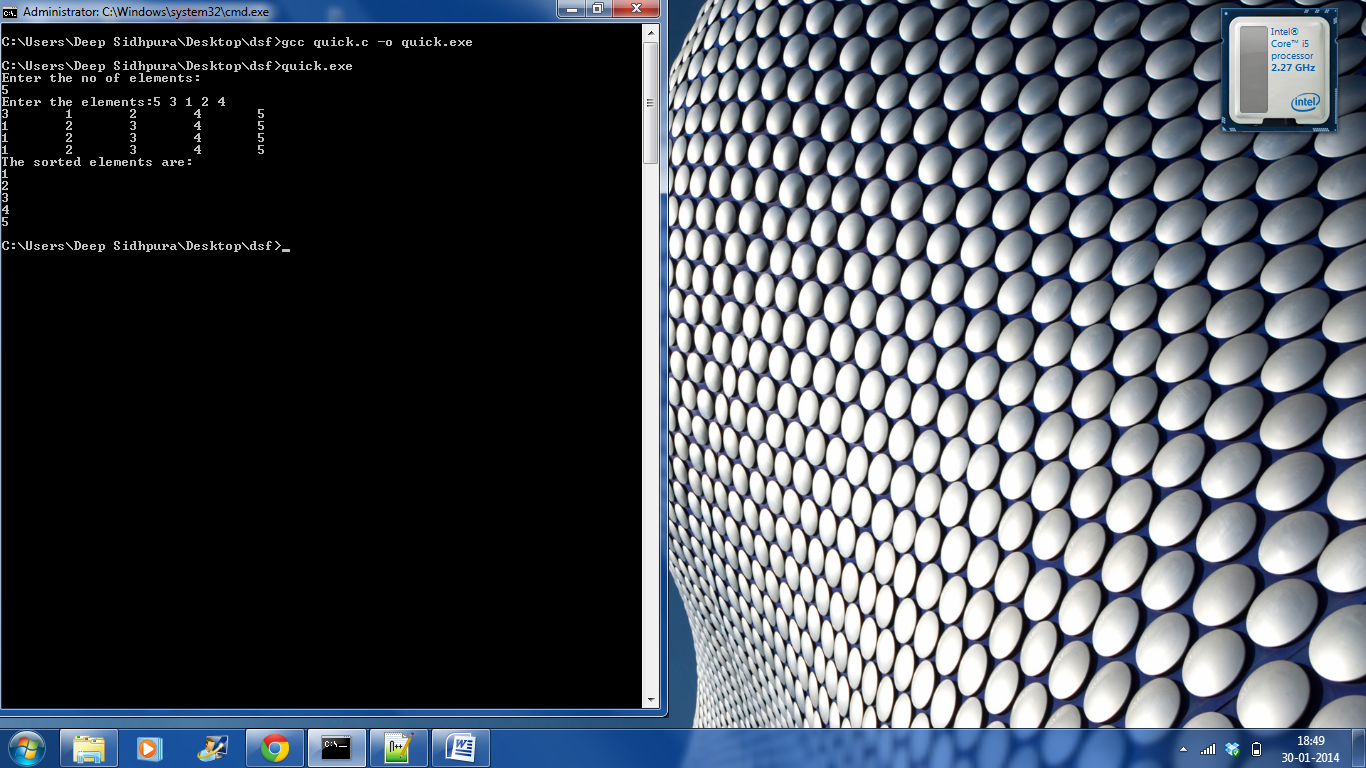 Administrator: C:\Windows\system32\cmd.exe
C:\Users\Deep Sidhpura\Desktop\dsf>gcc quick.c -o quick.exe
C:\Users\Deep Sidhpura\Desktop\dsf>quick.exe
Enter the no of elements:
5
Enter the elements:5 3 1 2 4
3 1 2 4 5
1 2 3 4 5
1 2 3 4 5
1 2 3 4 5
The sorted elements are:
1
2
3
4
5
C:\Users\Deep Sidhpura\Desktop\dsf>_
Intel®
Core™ i5
processor
2.27 GHz
intel
C:\_
n++
W
18:49
30-01-2014